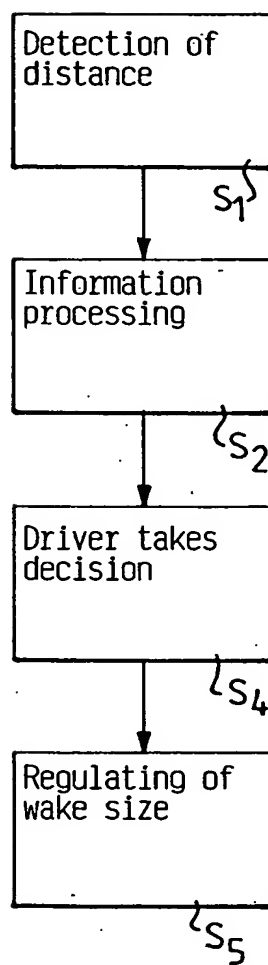 Detection of
distance
S1
Information
processing
S2
Driver takes
decision
S4
Regulating of
wake size
S5